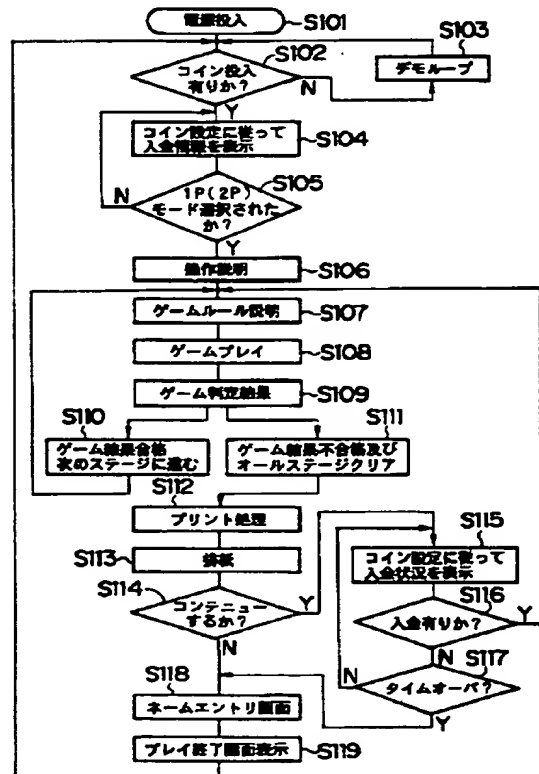 電源投入
S101
S102
コイン投入
有りか？
N
Y
S103
デモループ
コイン設定に従って
入金情報を表示
S104
S105
1P(2P)
モード選択された
か？
N
Y
操作説明
S106
ゲームルール説明
S107
ゲームプレイ
S108
ゲーム判定結果
S109
S110
ゲーム結果合格
次のステージに進む
S111
ゲーム結果不合格及び
オールステージクリア
S112
プリント処理
S113
排紙
S114
コンテニュー
するか？
Y
N
S115
コイン設定に従って
入金状況を表示
S116
入金有りか？
Y
N
S117
タイムオーバ？
N
Y
S118
ネームエントリ画面
プレイ終了画面表示
S119